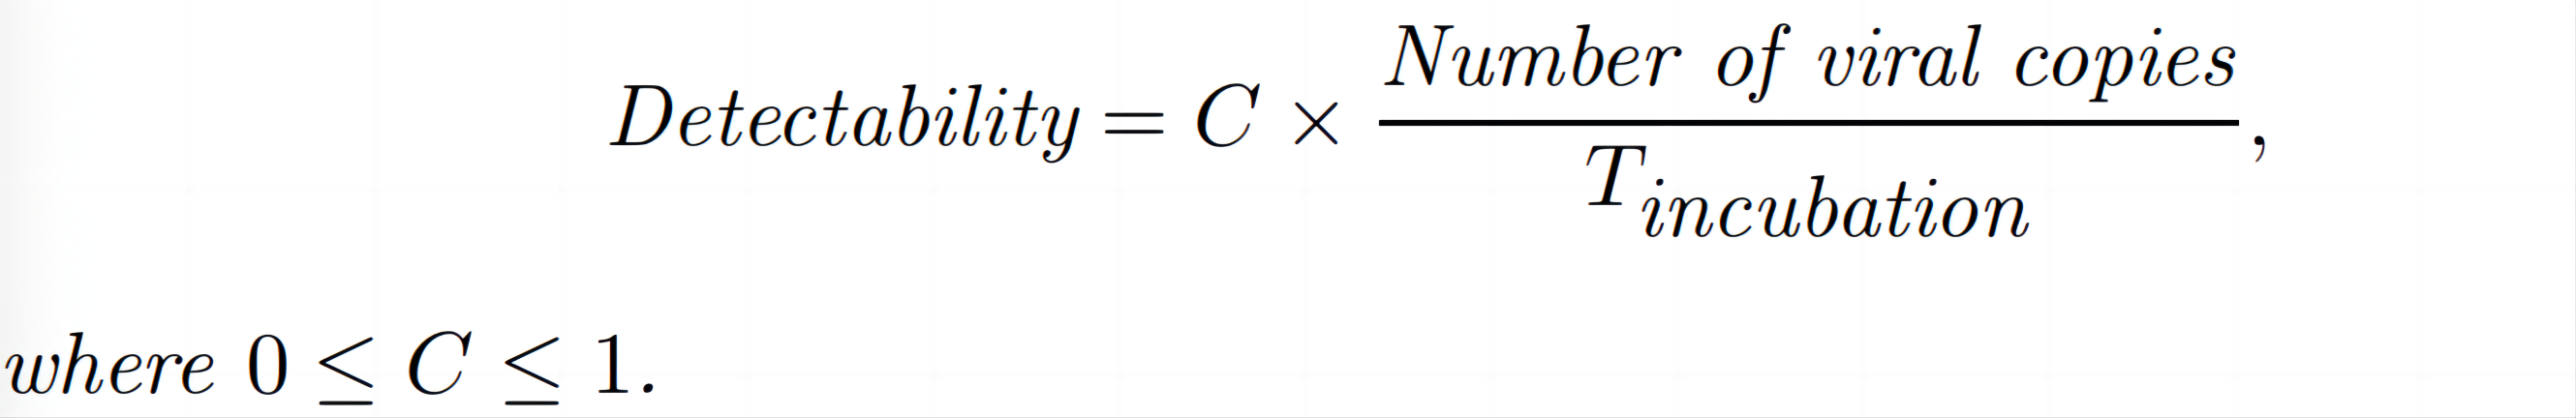 Detectability = C × Number of viral copies / T_incubation,
where 0 ≤ C ≤ 1.